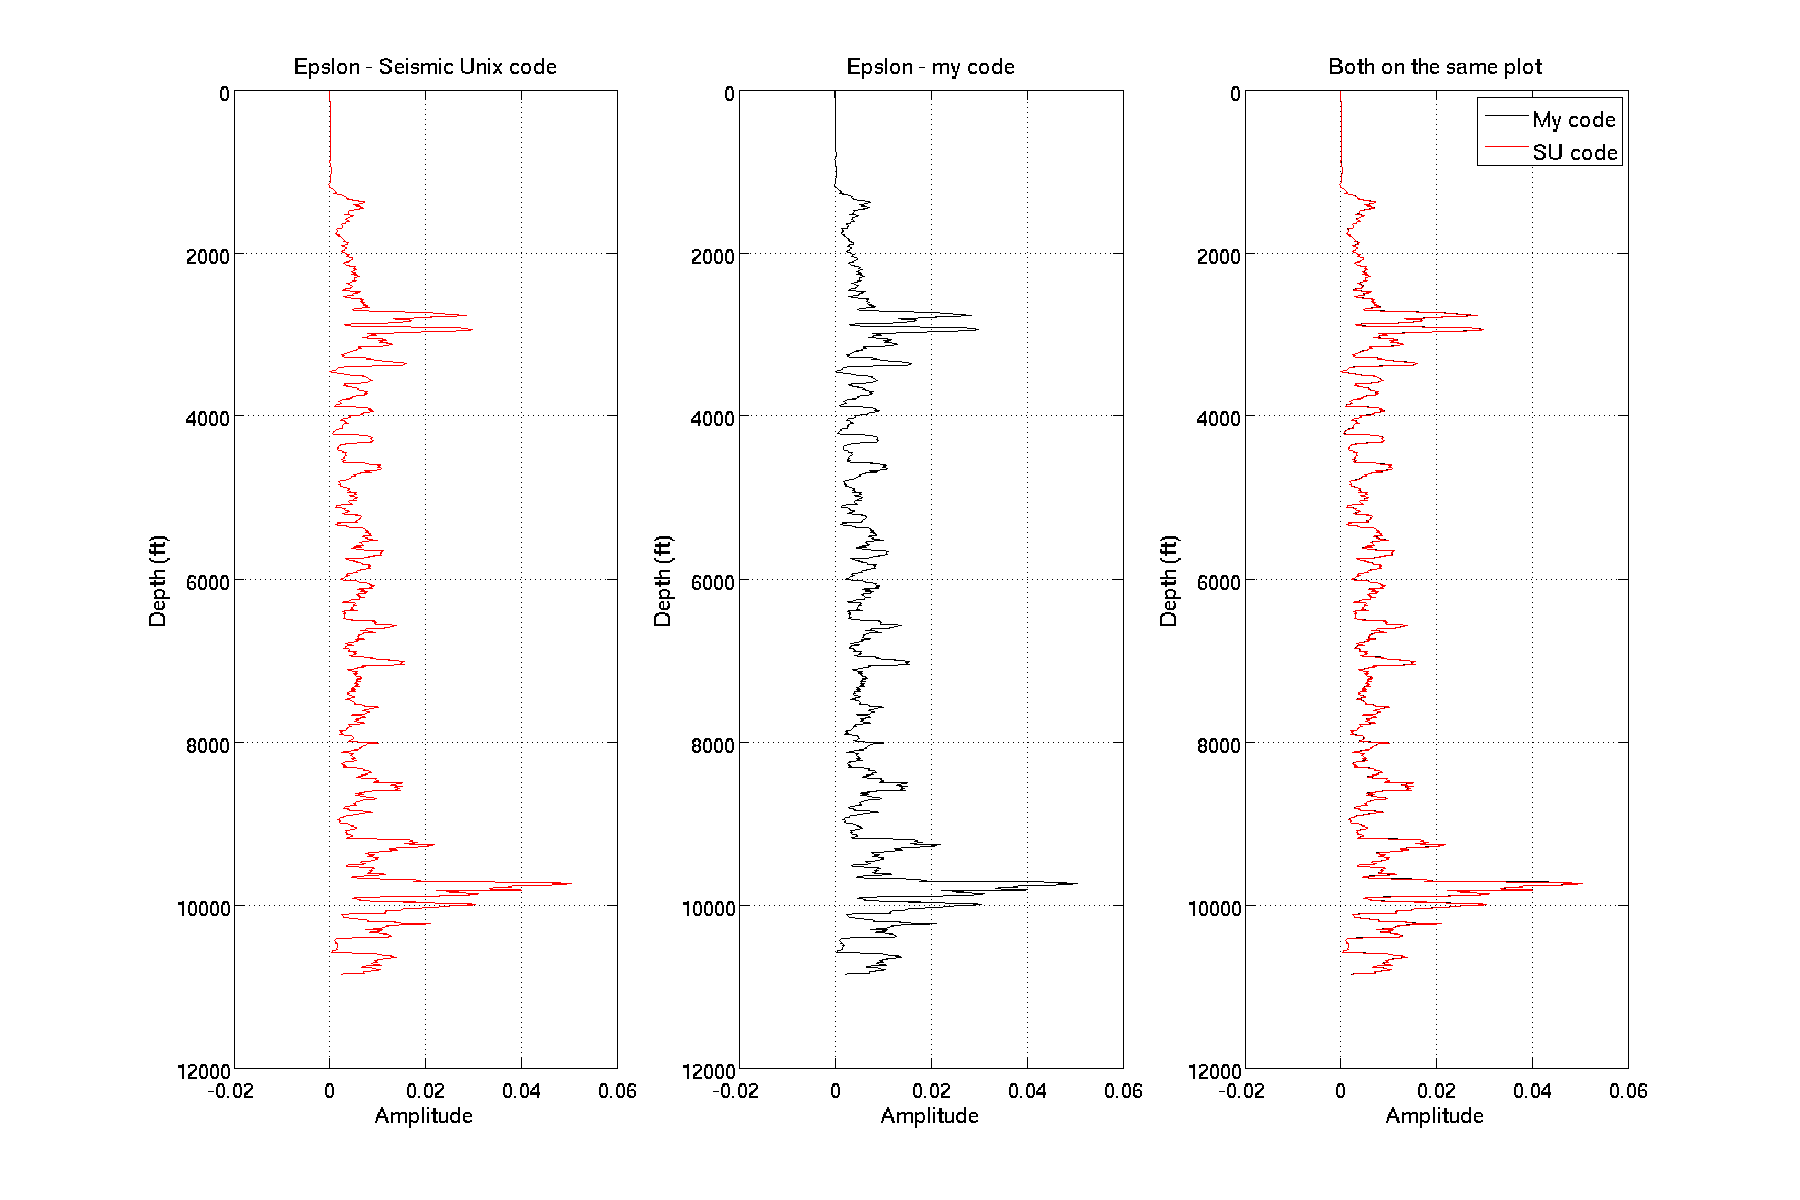 Epslon - Seismic Unix code
0
2000
4000
6000
8000
10000
12000
Depth (ft)
-0.02 0 0.02 0.04 0.06
Amplitude
Epslon - my code
0
2000
4000
6000
8000
10000
12000
Depth (ft)
-0.02 0 0.02 0.04 0.06
Amplitude
Both on the same plot
My code
SU code
0
2000
4000
6000
8000
10000
12000
Depth (ft)
-0.02 0 0.02 0.04 0.06
Amplitude